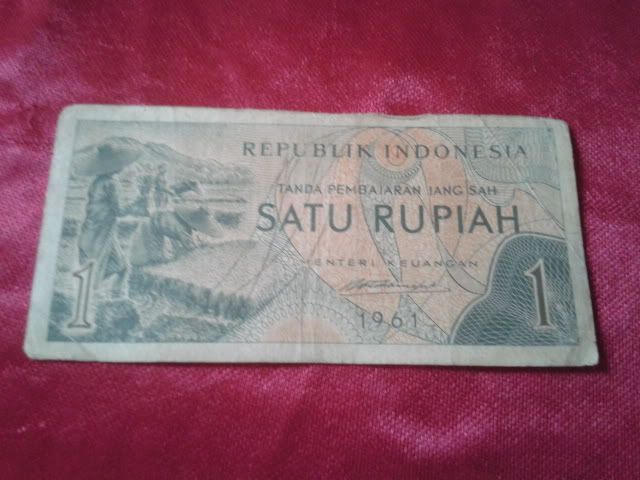 REPUBLIK INDONESIA
TANDA PEMBAJARAN JANG SAH
SATU RUPIAH
MENTERI KEUANGAN
1961
1
1